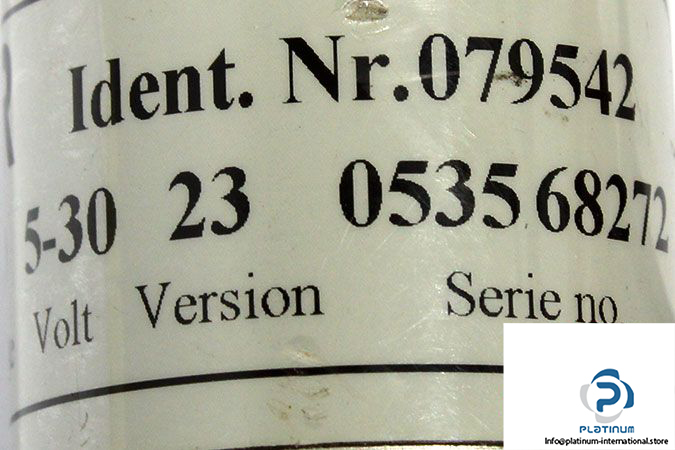 Ident. Nr.079542
5-30 23 0535 68272
Volt Version Serie no
PLATINUM
Info@platinum-international.store